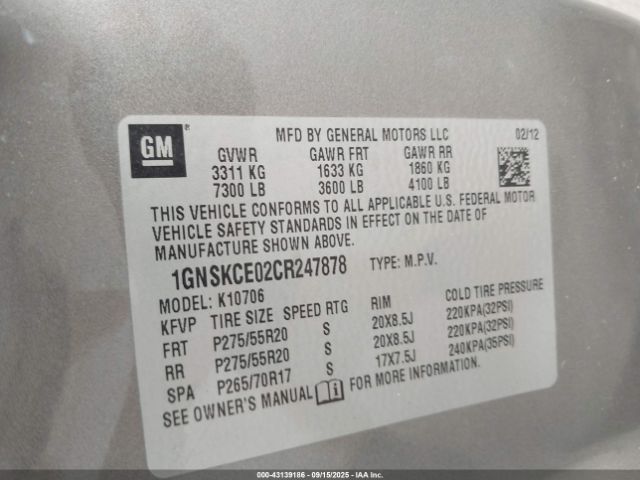 GM
MFD BY GENERAL MOTORS LLC 02/12
GVWR GAWR FRT GAWR RR
3311 KG 1633 KG 1860 KG
7300 LB 3600 LB 4100 LB
THIS VEHICLE CONFORMS TO ALL APPLICABLE U.S. FEDERAL MOTOR
VEHICLE SAFETY STANDARDS IN EFFECT ON THE DATE OF
MANUFACTURE SHOWN ABOVE.
1GNSKCE02CR247878 TYPE: M.P.V.
MODEL: K10706
KFVP TIRE SIZE SPEED RTG RIM COLD TIRE PRESSURE
FRT P275/55R20 S 20X8.5J 220KPA(32PSI)
RR P275/55R20 S 20X8.5J 220KPA(32PSI)
SPA P265/70R17 S 17X7.5J 240KPA(35PSI)
SEE OWNER'S MANUAL FOR MORE INFORMATION.
000-43139186 - 09/15/2025 - IAA Inc.